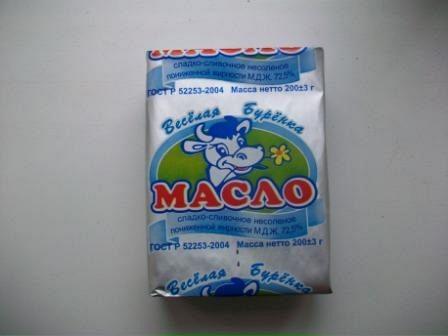 МАСЛО
сладко-сливочное несоленое
пониженной жирности М.Д.Ж. 72,5%
ГОСТ Р 52253-2004 Масса нетто 200±3 г
Весёлая Бурёнка
МАСЛО
сладко-сливочное несоленое
пониженной жирности М.Д.Ж. 72,5%
ГОСТ Р 52253-2004 Масса нетто 200±3 г
Весёлая Бурёнка